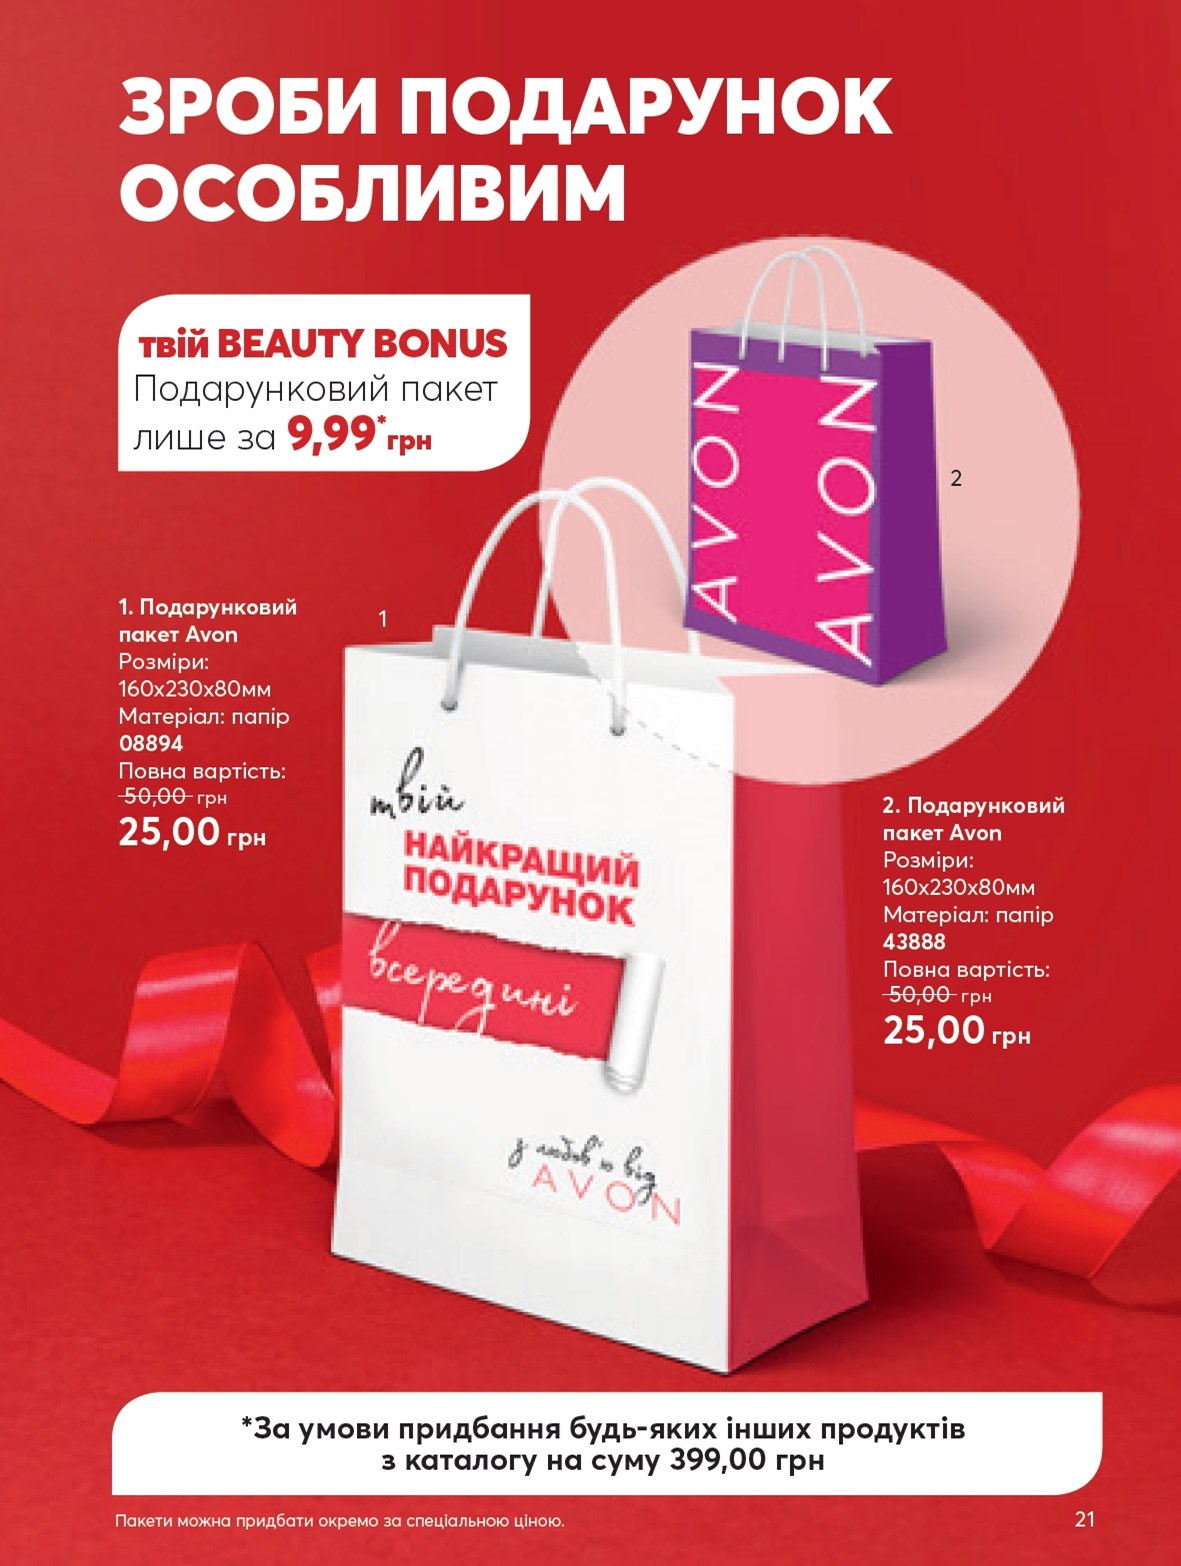 ЗРОБИ ПОДАРУНОК
ОСОБЛИВИМ
твій BEAUTY BONUS
Подарунковий пакет
лише за 9,99* грн
2
AVON
AVON
1. Подарунковий
пакет Avon
Розміри:
160х230х80мм
Матеріал: папір
08894
Повна вартість:
50,00 грн
25,00 грн
1
твій
НАЙКРАЩИЙ
ПОДАРУНОК
всередині
з любов'ю від
AVON
2. Подарунковий
пакет Avon
Розміри:
160х230х80мм
Матеріал: папір
43888
Повна вартість:
50,00 грн
25,00 грн
*За умови придбання будь-яких інших продуктів
з каталогу на суму 399,00 грн
Пакети можна придбати окремо за спеціальною ціною.
21